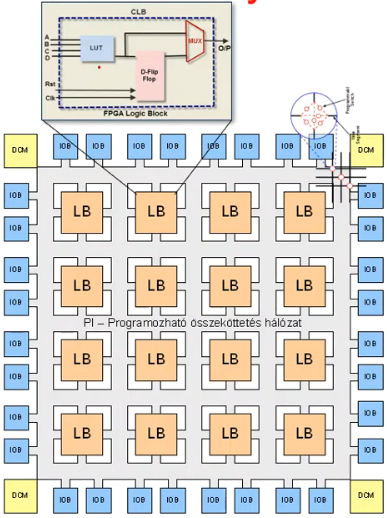 CLB
A
B
C
D
LUT
MUX
O/P
D-Flip
Flop
Rst
Clk
FPGA Logic Block
Programmable
Switch
Wire
Segment
DCM
IOB IOB IOB IOB IOB IOB IOB IOB
DCM
IOB
IOB
LB LB LB LB
IOB
IOB
IOB
IOB
LB LB LB LB
IOB
IOB
PI – Programozható összeköttetés hálózat
IOB
IOB
LB LB LB LB
IOB
IOB
IOB
IOB
LB LB LB LB
IOB
IOB
DCM
IOB IOB IOB IOB IOB IOB IOB IOB
DCM